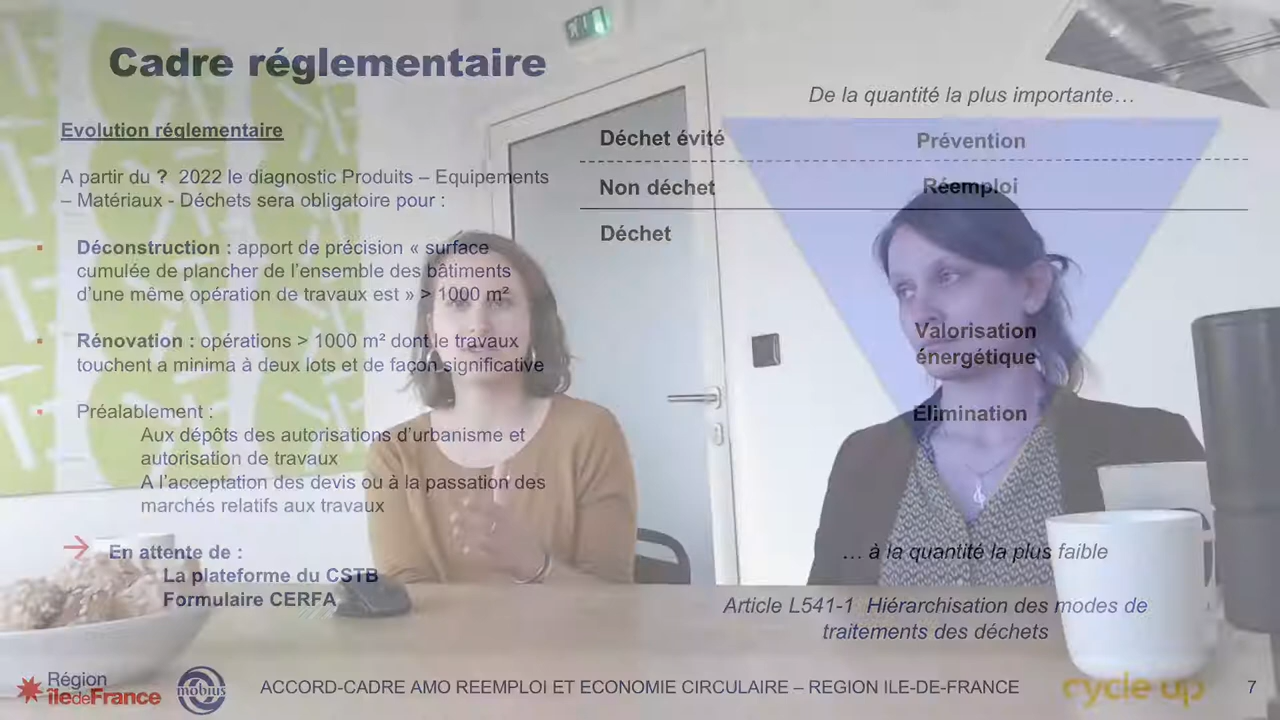 Cadre réglementaire
Evolution réglementaire
A partir du ? 2022 le diagnostic Produits – Equipements
– Matériaux - Déchets sera obligatoire pour :
Déconstruction : apport de précision « surface
cumulée de plancher de l'ensemble des bâtiments
d'une même opération de travaux est » > 1000 m²
Rénovation : opérations > 1000 m² dont le travaux
touchent a minima à deux lots et de façon significative
Préalablement :
Aux dépôts des autorisations d'urbanisme et
autorisation de travaux
A l'acceptation des devis ou à la passation des
marchés relatifs aux travaux
→ En attente de :
La plateforme du CSTB
Formulaire CERFA
De la quantité la plus importante…
Déchet évité Prévention
Non déchet Réemploi
Déchet
Valorisation
énergétique
Elimination
… à la quantité la plus faible
Article L541-1 Hiérarchisation des modes de
traitements des déchets
Région
îledeFrance
mobius
ACCORD-CADRE AMO REEMPLOI ET ECONOMIE CIRCULAIRE – REGION ILE-DE-FRANCE
cycle up
7